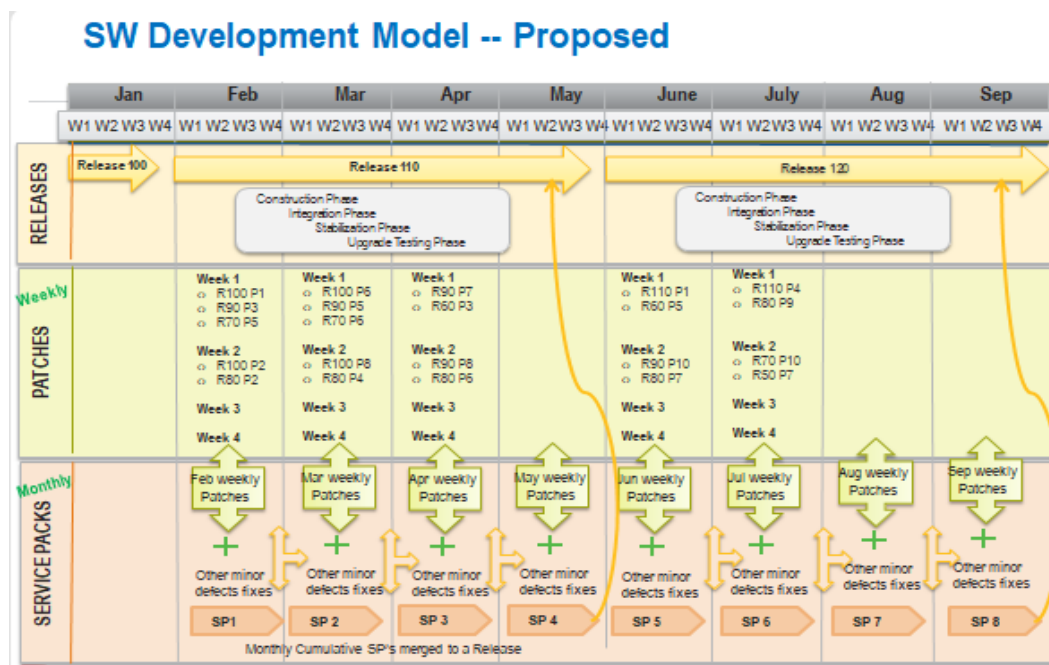 SW Development Model -- Proposed
Jan Feb Mar Apr May June July Aug Sep
W1 W2 W3 W4 W1 W2 W3 W4 W1 W2 W3 W4 W1 W2 W3 W4 W1 W2 W3 W4 W1 W2 W3 W4 W1 W2 W3 W4 W1 W2 W3 W4 W1 W2 W3 W4
RELEASES
Release 100
Release 110
Release 120
Construction Phase
Integration Phase
Stabilization Phase
Upgrade Testing Phase
Construction Phase
Integration Phase
Stabilization Phase
Upgrade Testing Phase
Weekly
PATCHES
Week 1
R100 P1
R90 P3
R70 P5
Week 2
R100 P2
R80 P2
Week 3
Week 4
Week 1
R100 P6
R90 P5
R70 P6
Week 2
R100 P8
R80 P4
Week 3
Week 4
Week 1
R90 P7
R60 P3
Week 2
R90 P8
R80 P6
Week 3
Week 4
Week 1
R110 P1
R60 P5
Week 2
R90 P10
R80 P7
Week 3
Week 4
Week 1
R110 P4
R80 P9
Week 2
R70 P10
R50 P7
Week 3
Week 4
Monthly
SERVICE PACKS
Feb weekly
Patches
Mar weekly
Patches
Apr weekly
Patches
May weekly
Patches
Jun weekly
Patches
Jul weekly
Patches
Aug weekly
Patches
Sep weekly
Patches
+ + + + + + + +
Other minor
defects fixes
Other minor
defects fixes
Other minor
defects fixes
Other minor
defects fixes
Other minor
defects fixes
Other minor
defects fixes
Other minor
defects fixes
Other minor
defects fixes
SP1
SP 2
SP 3
SP 4
SP 5
SP 6
SP 7
SP 8
Monthly Cumulative SP's merged to a Release